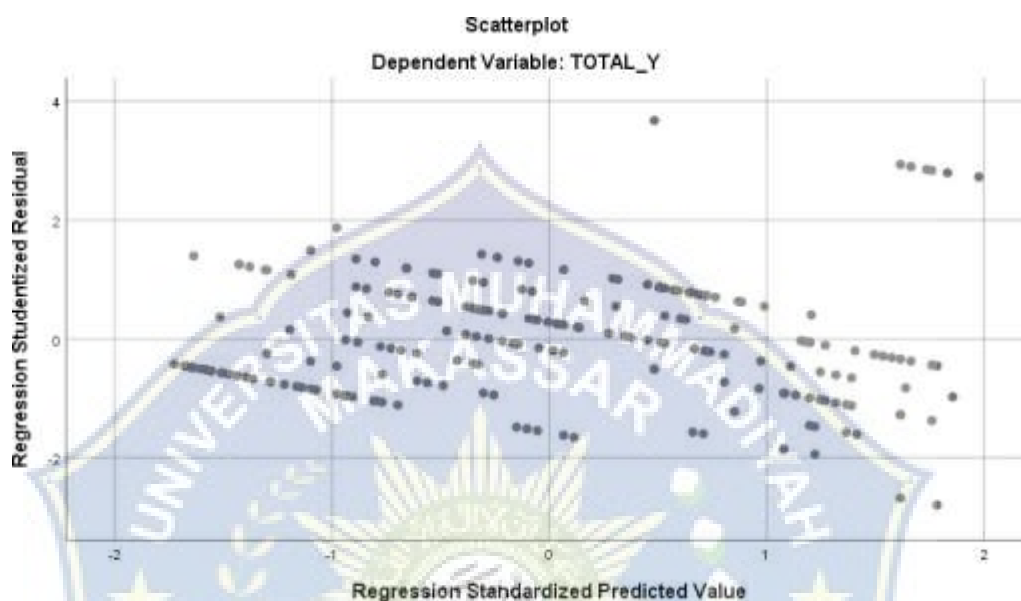 Scatterplot
Dependent Variable: TOTAL_Y
Regression Studentized Residual
4
2
0
-2
-2
-1
0
1
2
Regression Standardized Predicted Value
UNIVERSITAS MUHAMMADIYAH
MAKASSAR